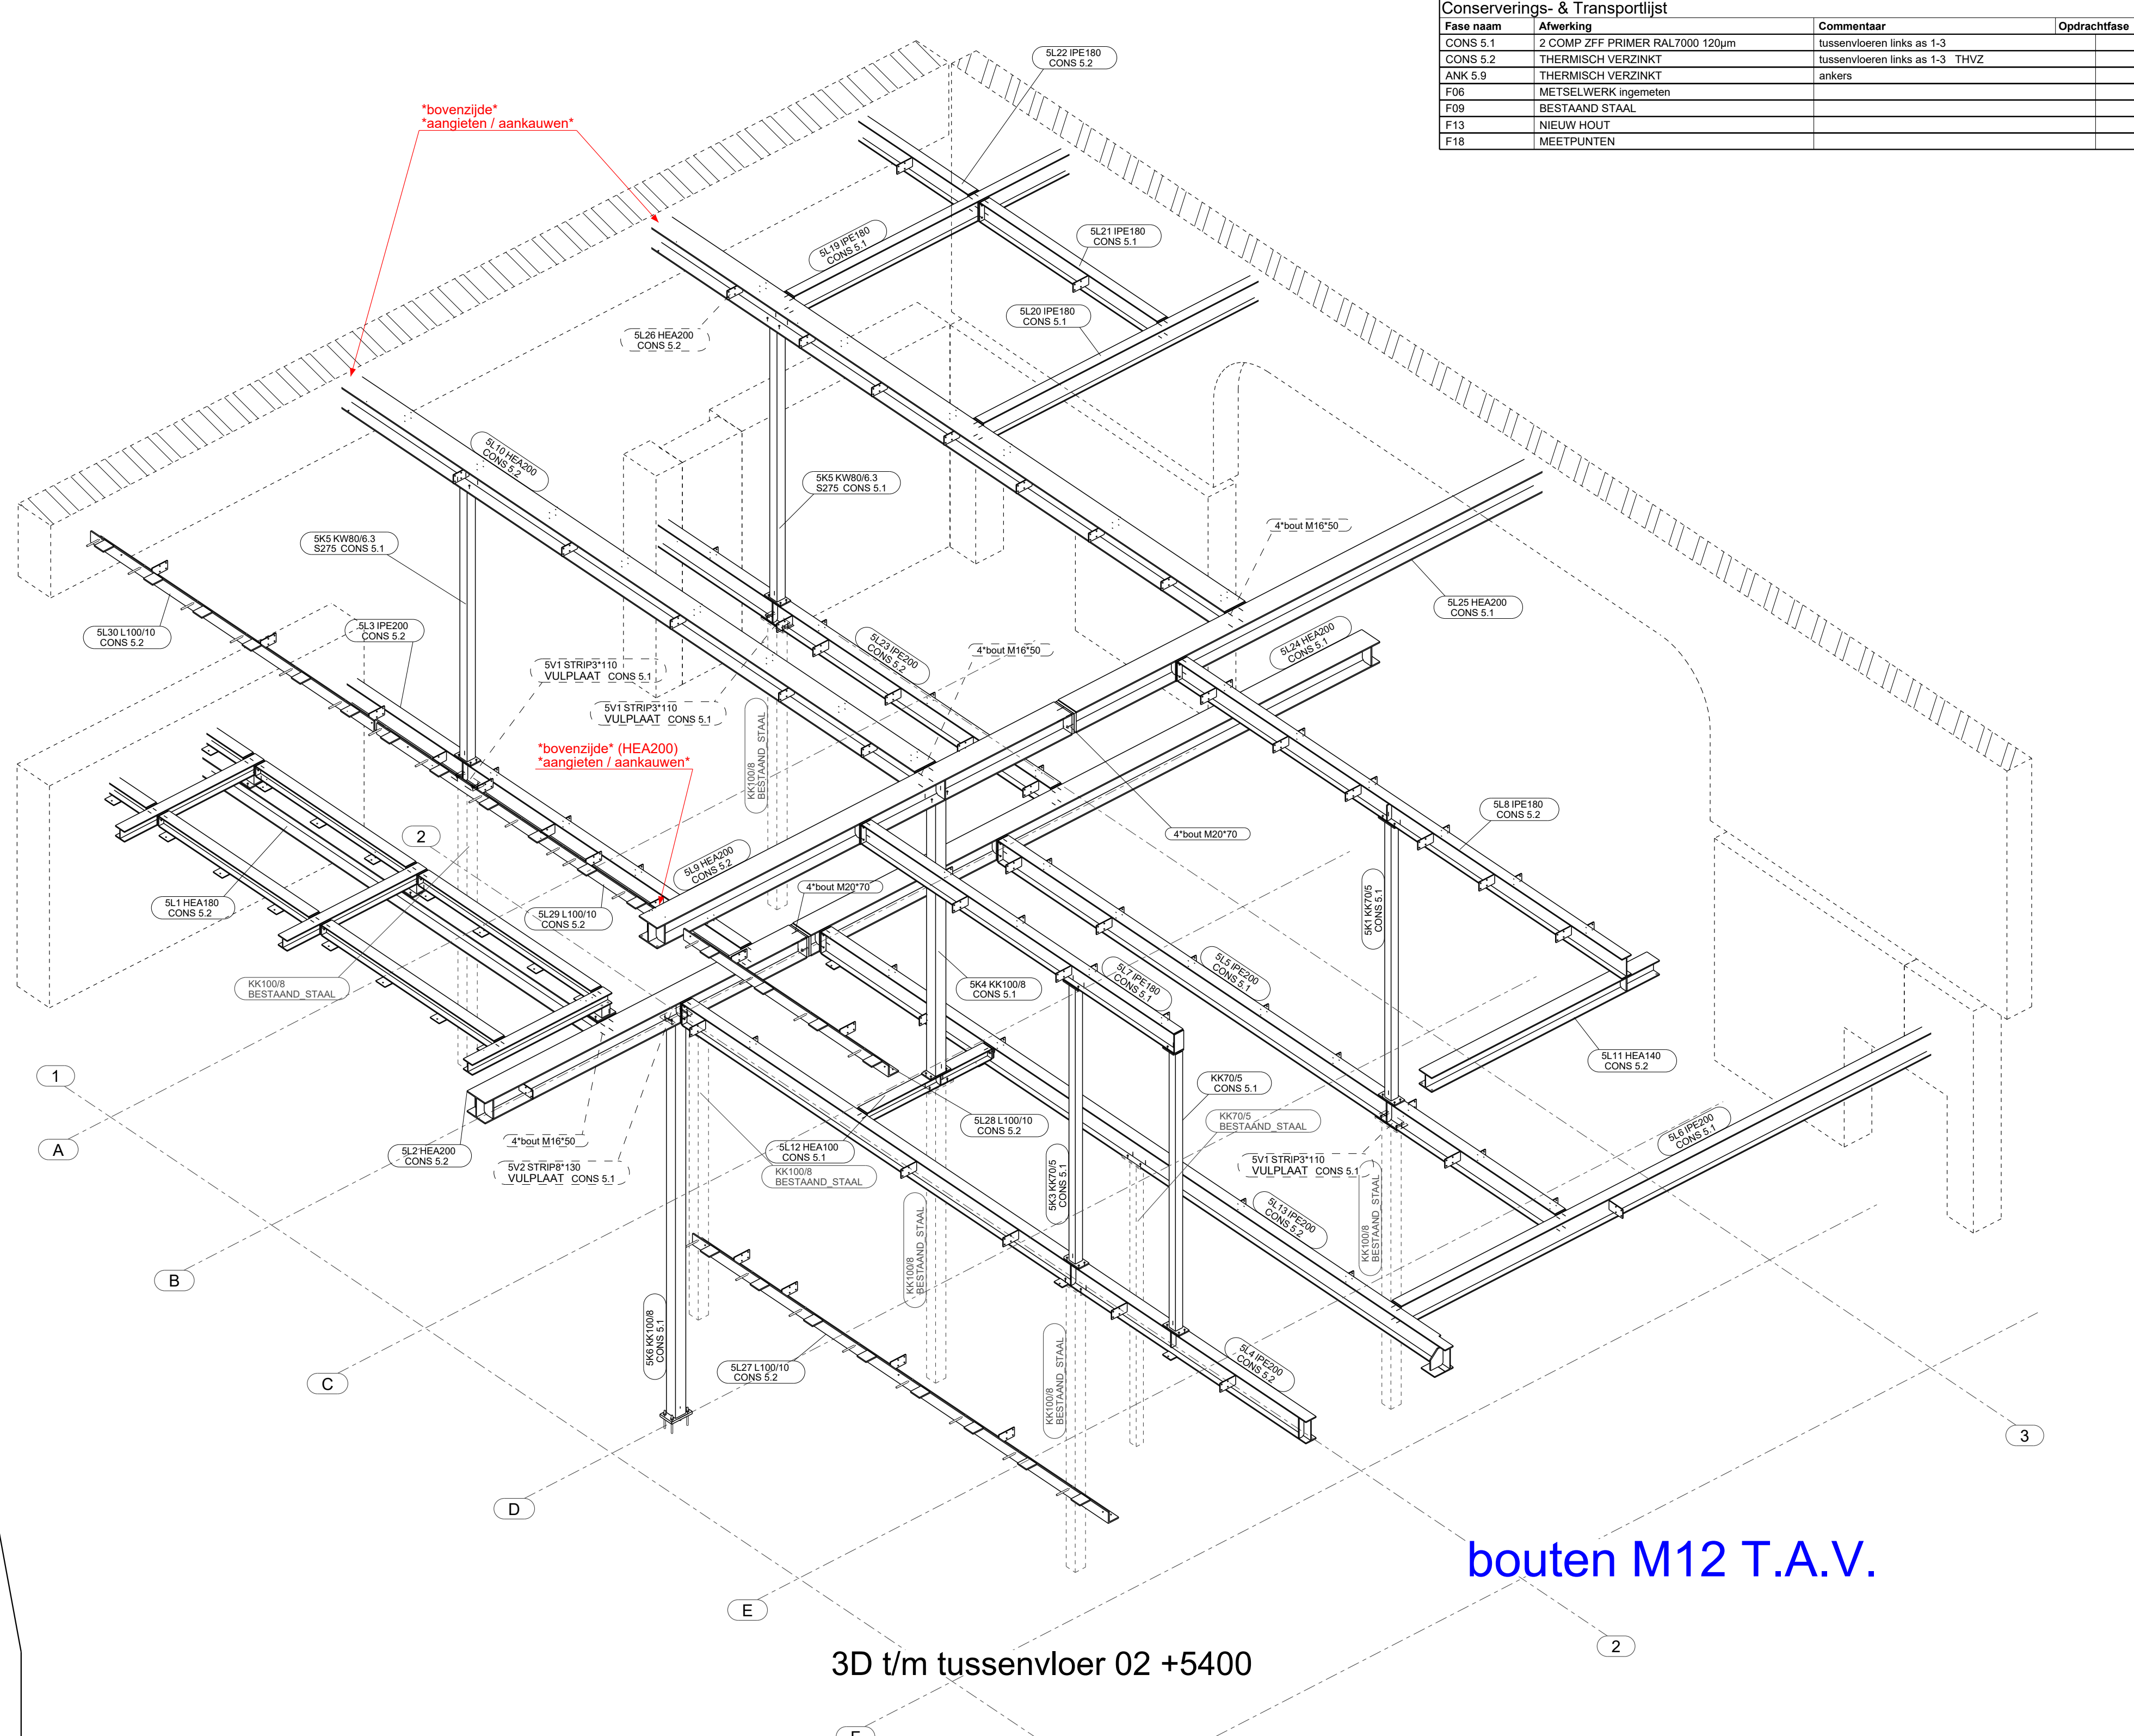 Conserverings- & Transportlijst
Fase naam Afwerking Commentaar Opdrachtfase
CONS 5.1 2 COMP ZFF PRIMER RAL7000 120µm tussenvloeren links as 1-3
CONS 5.2 THERMISCH VERZINKT tussenvloeren links as 1-3 THVZ
ANK 5.9 THERMISCH VERZINKT ankers
F06 METSELWERK ingemeten
F09 BESTAAND STAAL
F13 NIEUW HOUT
F18 MEETPUNTEN
5L22 IPE180
CONS 5.2
*bovenzijde*
*aangieten / aankauwen*
5L19 IPE180
CONS 5.1
5L21 IPE180
CONS 5.1
5L20 IPE180
CONS 5.1
5L26 HEA200
CONS 5.2
5L10 HEA200
CONS 5.2
5K5 KW80/6.3
S275 CONS 5.1
4*bout M16*50
5K5 KW80/6.3
S275 CONS 5.1
5L25 HEA200
CONS 5.1
5L30 L100/10
CONS 5.2
5L3 IPE200
CONS 5.2
5L23 IPE200
CONS 5.2
4*bout M16*50
5L24 HEA200
CONS 5.1
5V1 STRIP3*110
VULPLAAT CONS 5.1
5V1 STRIP3*110
VULPLAAT CONS 5.1
KK100/8
BESTAAND_STAAL
*bovenzijde* (HEA200)
*aangieten / aankauwen*
2
4*bout M20*70
5L8 IPE180
CONS 5.2
5L9 HEA200
CONS 5.2
4*bout M20*70
5L1 HEA180
CONS 5.2
5L29 L100/10
CONS 5.2
5K1 KK70/5
CONS 5.1
KK100/8
BESTAAND_STAAL
5K4 KK100/8
CONS 5.1
5L7 IPE180
CONS 5.1
5L5 IPE200
CONS 5.1
5L11 HEA140
CONS 5.2
1
A
KK70/5
CONS 5.1
KK70/5
BESTAAND_STAAL
5L28 L100/10
CONS 5.2
5L6 IPE200
CONS 5.1
5L2 HEA200
CONS 5.2
4*bout M16*50
5V2 STRIP8*130
VULPLAAT CONS 5.1
5L12 HEA100
CONS 5.1
KK100/8
BESTAAND_STAAL
5V1 STRIP3*110
VULPLAAT CONS 5.1
5K3 KK70/5
CONS 5.1
5L13 IPE200
CONS 5.2
KK100/8
BESTAAND_STAAL
KK100/8
BESTAAND_STAAL
B
5K6 KK100/8
CONS 5.1
5L27 L100/10
CONS 5.2
KK100/8
BESTAAND_STAAL
5L4 IPE200
CONS 5.2
C
3
D
bouten M12 T.A.V.
E
2
3D t/m tussenvloer 02 +5400